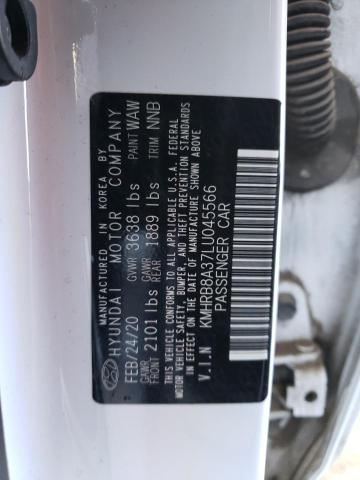 MANUFACTURED IN KOREA BY
HYUNDAI MOTOR COMPANY
FEB/24/20 GVWR 3638 lbs PAINT WAW
GAWR FRONT 2101lbs GAWR REAR 1889 lbs TRIM NNB
THIS VEHICLE CONFORMS TO ALL APPLICABLE U.S.A. FEDERAL
MOTOR VEHICLE SAFETY, BUMPER, AND THEFT PREVENTION STANDARDS
IN EFFECT ON THE DATE OF MANUFACTURE SHOWN ABOVE
V.I.N KMHRB8A37LU045566
PASSENGER CAR